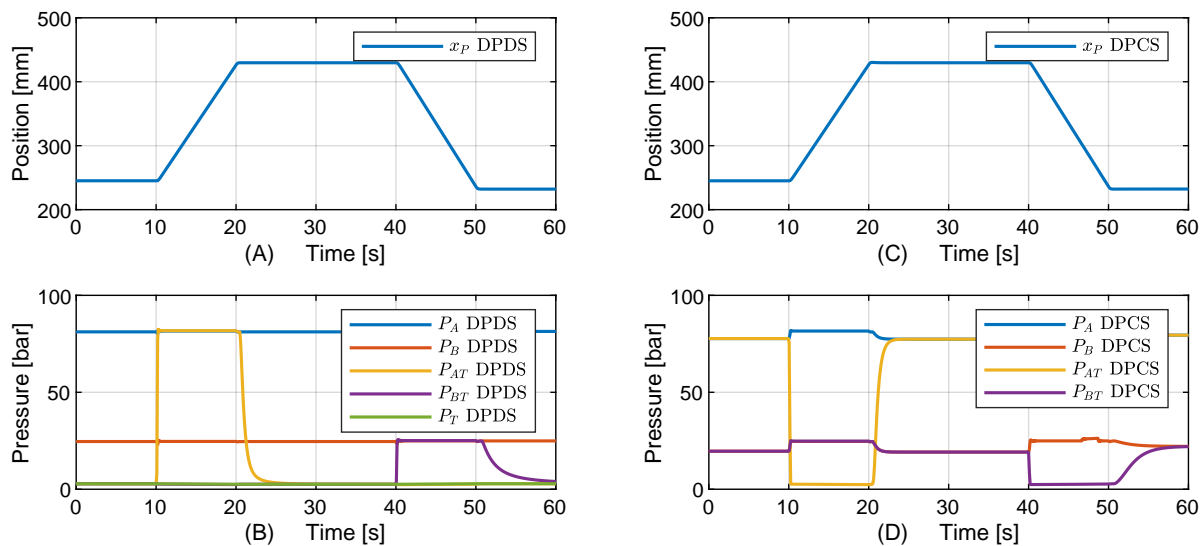 500
400
300
200
Position [mm]
x_P DPDS
0 10 20 30 40 50 60
(A) Time [s]
500
400
300
200
Position [mm]
x_P DPCS
0 10 20 30 40 50 60
(C) Time [s]
100
50
0
Pressure [bar]
P_A DPDS
P_B DPDS
P_AT DPDS
P_BT DPDS
P_T DPDS
0 10 20 30 40 50 60
(B) Time [s]
100
50
0
Pressure [bar]
P_A DPCS
P_B DPCS
P_AT DPCS
P_BT DPCS
0 10 20 30 40 50 60
(D) Time [s]